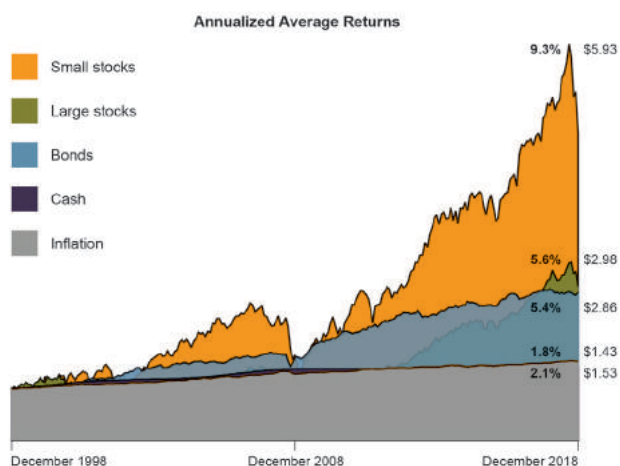 Annualized Average Returns
Small stocks
Large stocks
Bonds
Cash
Inflation
9.3% $5.93
5.6% $2.98
5.4% $2.86
1.8% $1.43
2.1% $1.53
December 1998 December 2008 December 2018